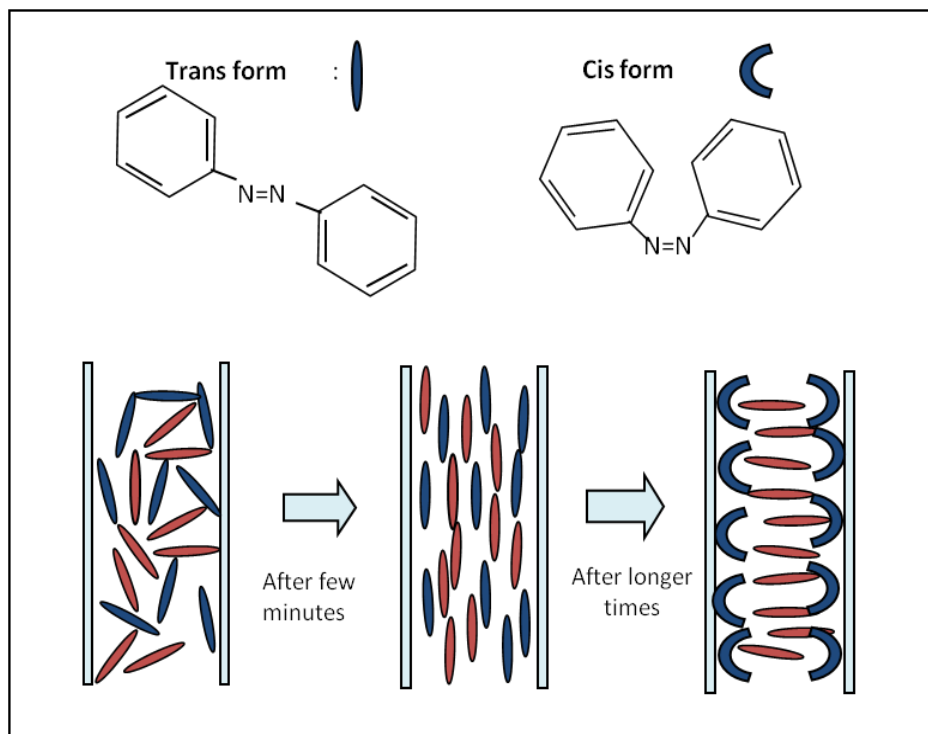 Trans form :
Cis form
N=N
N=N
After few
minutes
After longer
times